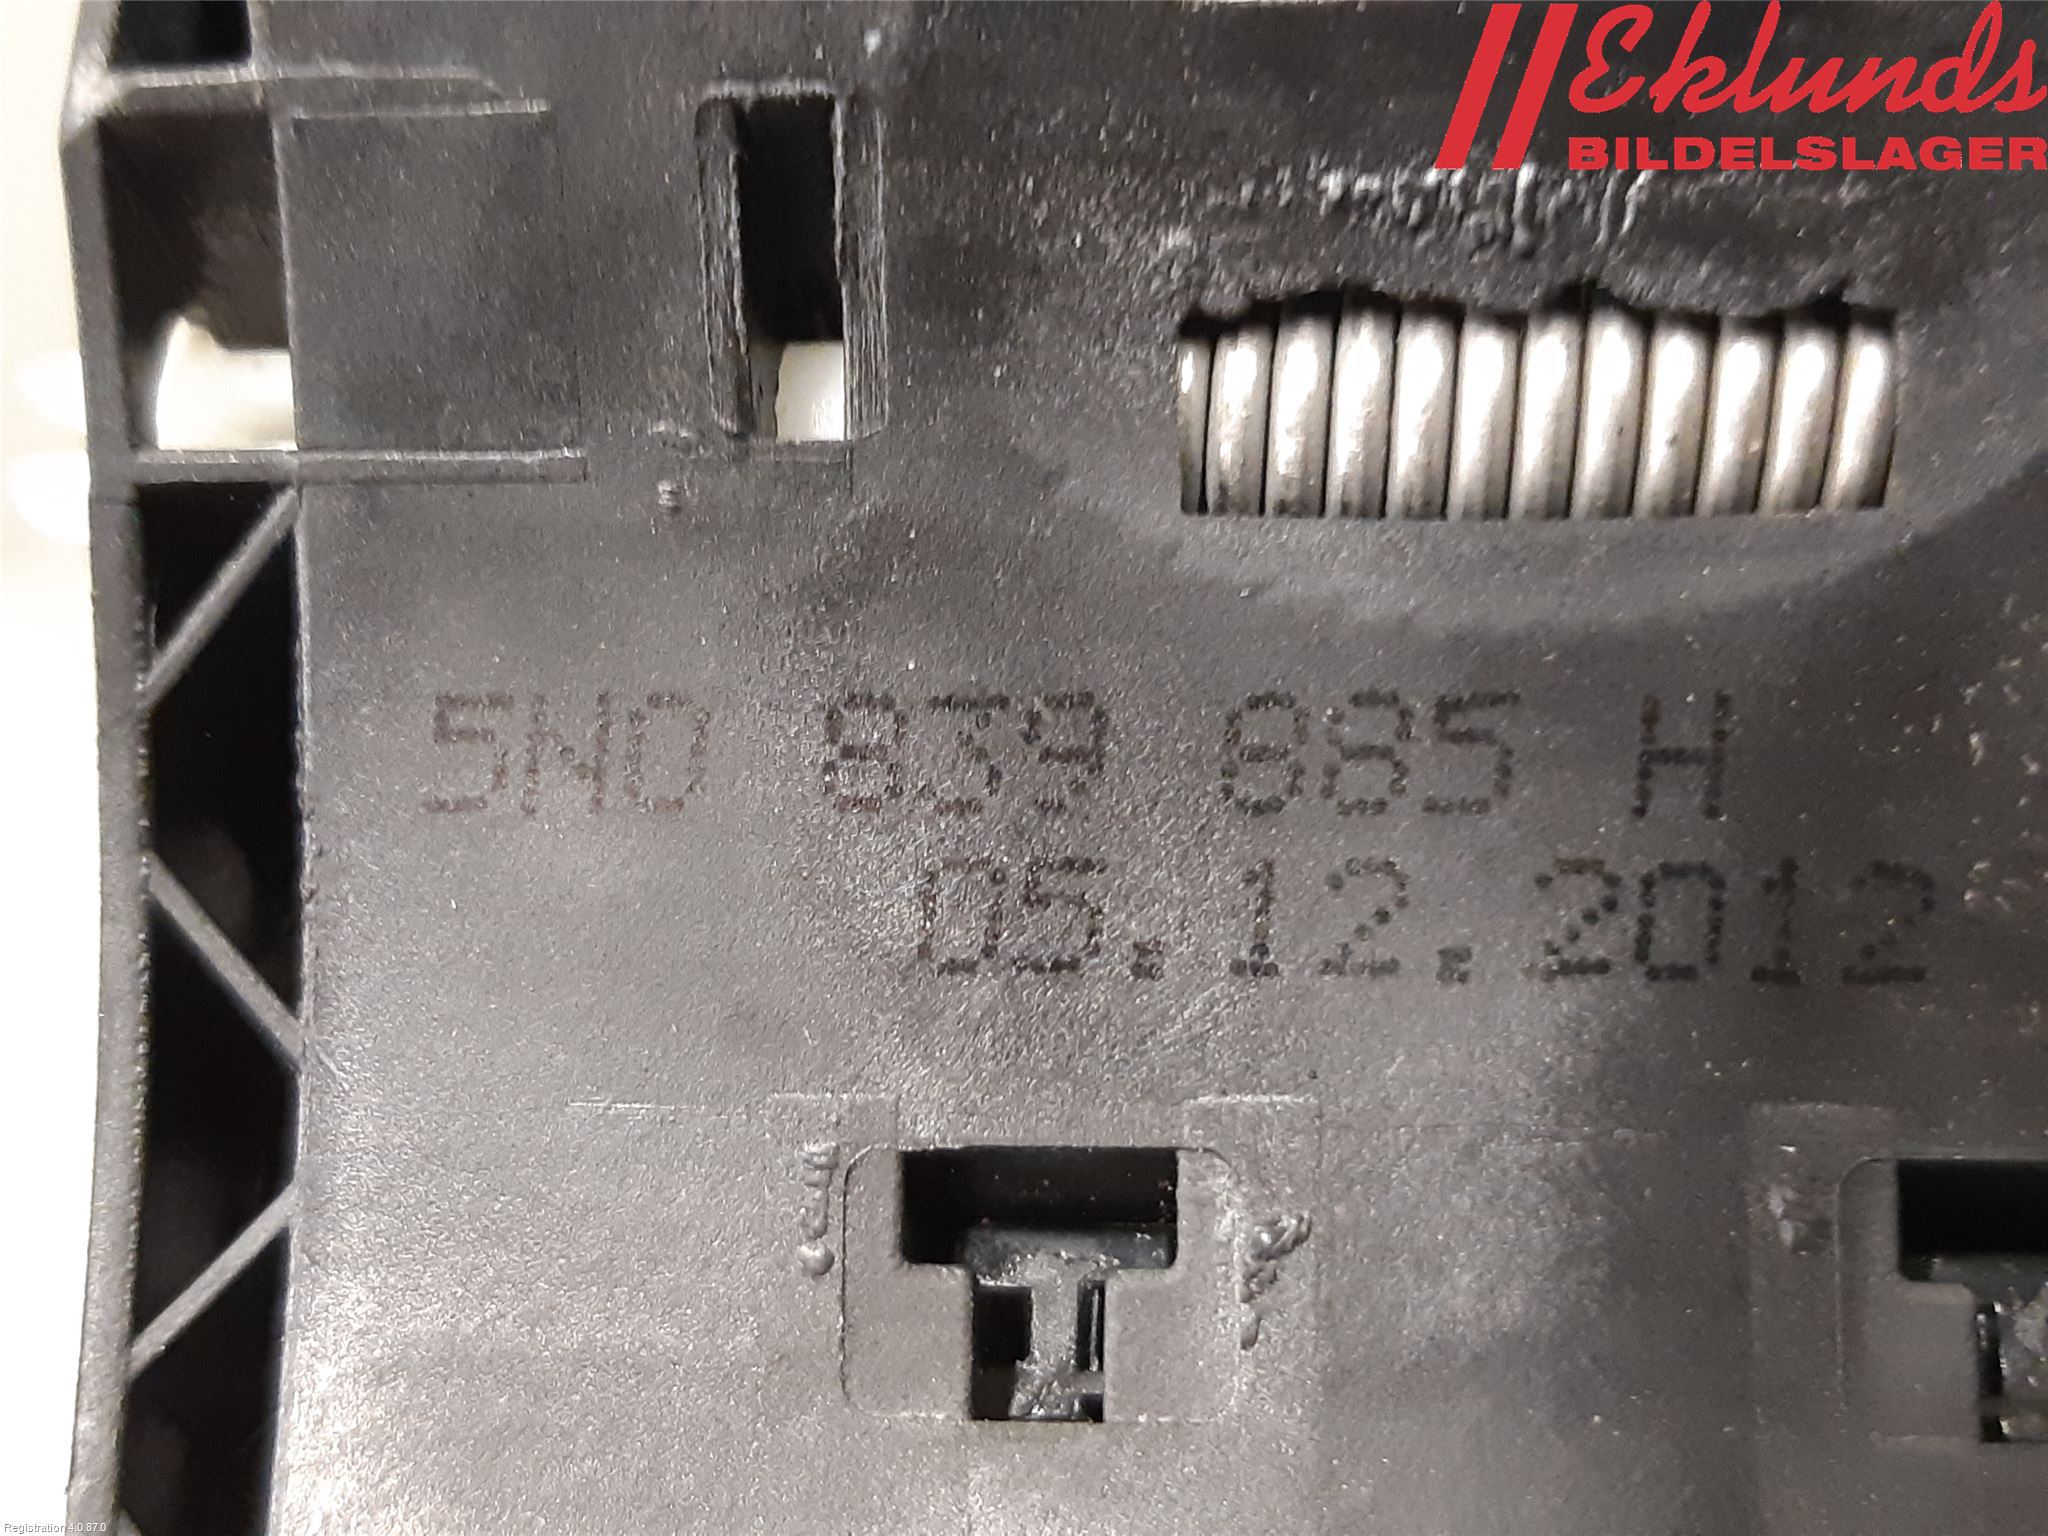 Eklunds
BILDELSLAGER
5N0 839 885 H
05.12.2012
Registration 4.0.87.0